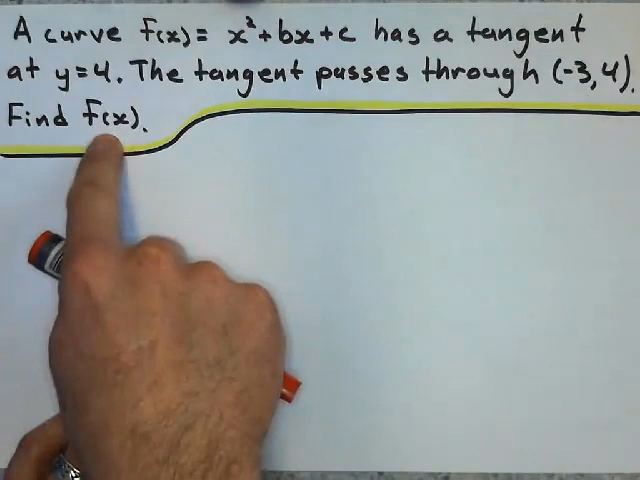 A curve f(x) = x²+bx+c has a tangent
at y=4. The tangent passes through (-3,4).
Find f(x).